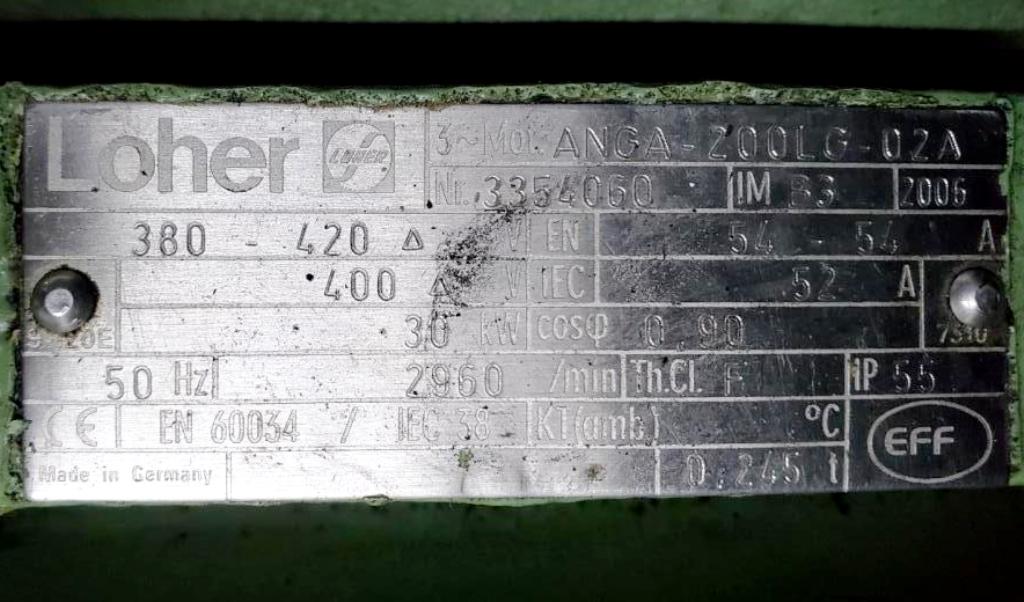 Loher LOHER
3~Mot. ANGA-200LG-02A
Nr. 3354060 IM B3 2006
380 - 420 Δ V EN 54 - 54 A
400 Δ V IEC 52 A
30 kW cosφ 0,90
50 Hz 2960 /min Th.Cl. F IP 55
CE EN 60034 / IEC 38 KT(amb.) °C
EFF
Made in Germany 0,245 t